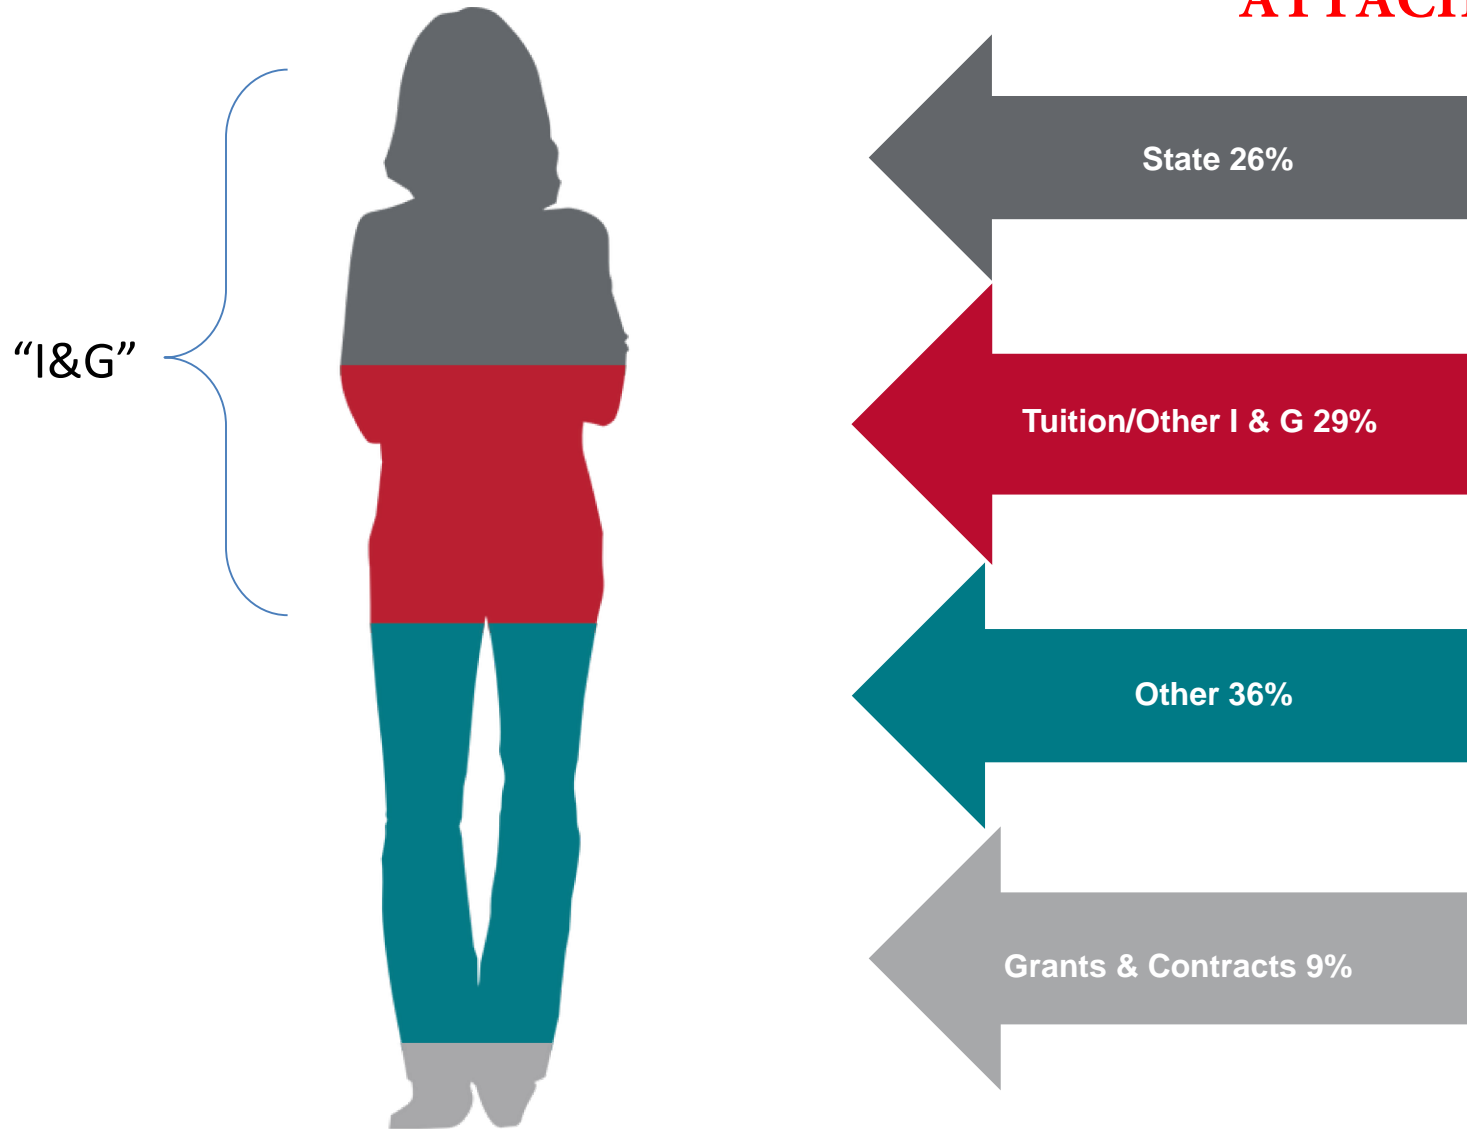 State 26%
“I&G”
Tuition/Other I & G 29%
Other 36%
Grants & Contracts 9%